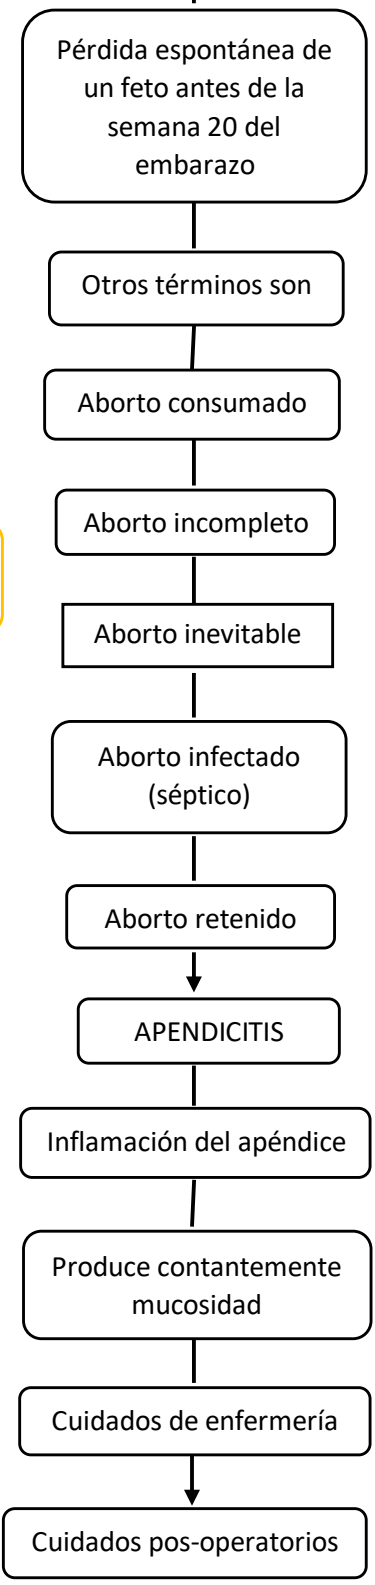 Pérdida espontánea de
un feto antes de la
semana 20 del
embarazo
Otros términos son
Aborto consumado
Aborto incompleto
Aborto inevitable
Aborto infectado
(séptico)
Aborto retenido
APENDICITIS
Inflamación del apéndice
Produce contantemente
mucosidad
Cuidados de enfermería
Cuidados pos-operatorios